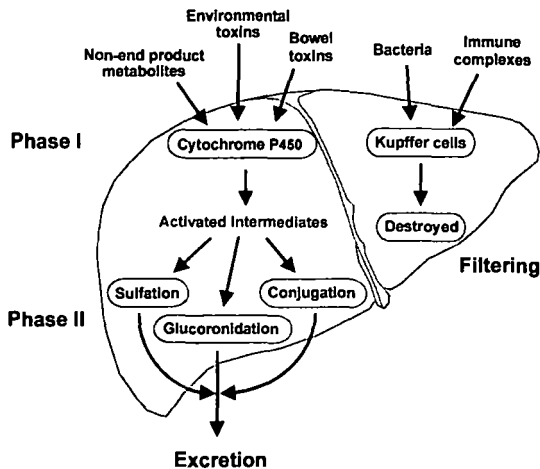 Environmental
toxins
Non-end product
metabolites
Bowel
toxins
Bacteria
Immune
complexes
Phase I
Cytochrome P450
Kupffer cells
Activated Intermediates
Destroyed
Filtering
Sulfation
Conjugation
Phase II
Glucoronidation
Excretion